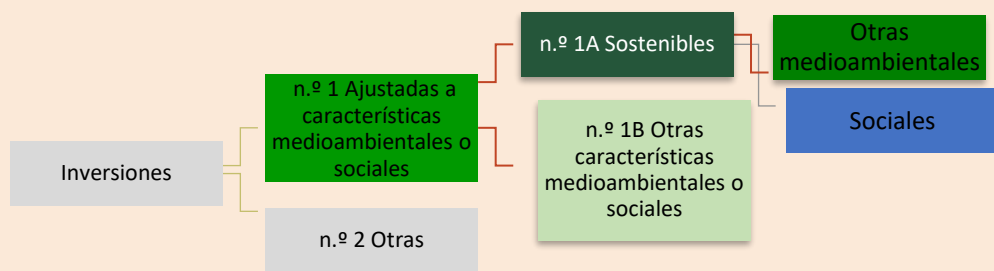 Inversiones
n.º 1 Ajustadas a
características
medioambientales o
sociales
n.º 2 Otras
n.º 1A Sostenibles
n.º 1B Otras
características
medioambientales o
sociales
Otras
medioambientales
Sociales